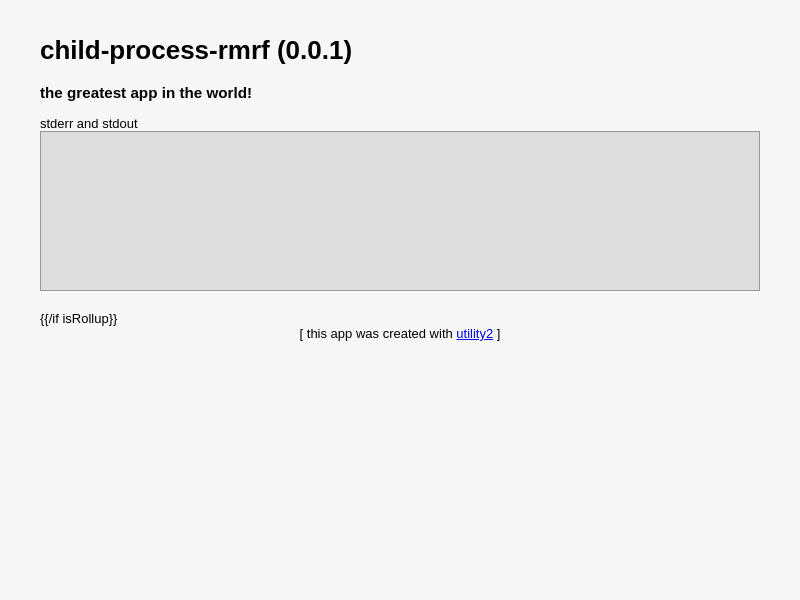 child-process-rmrf (0.0.1)
the greatest app in the world!
stderr and stdout
{{/if isRollup}}
[ this app was created with utility2 ]